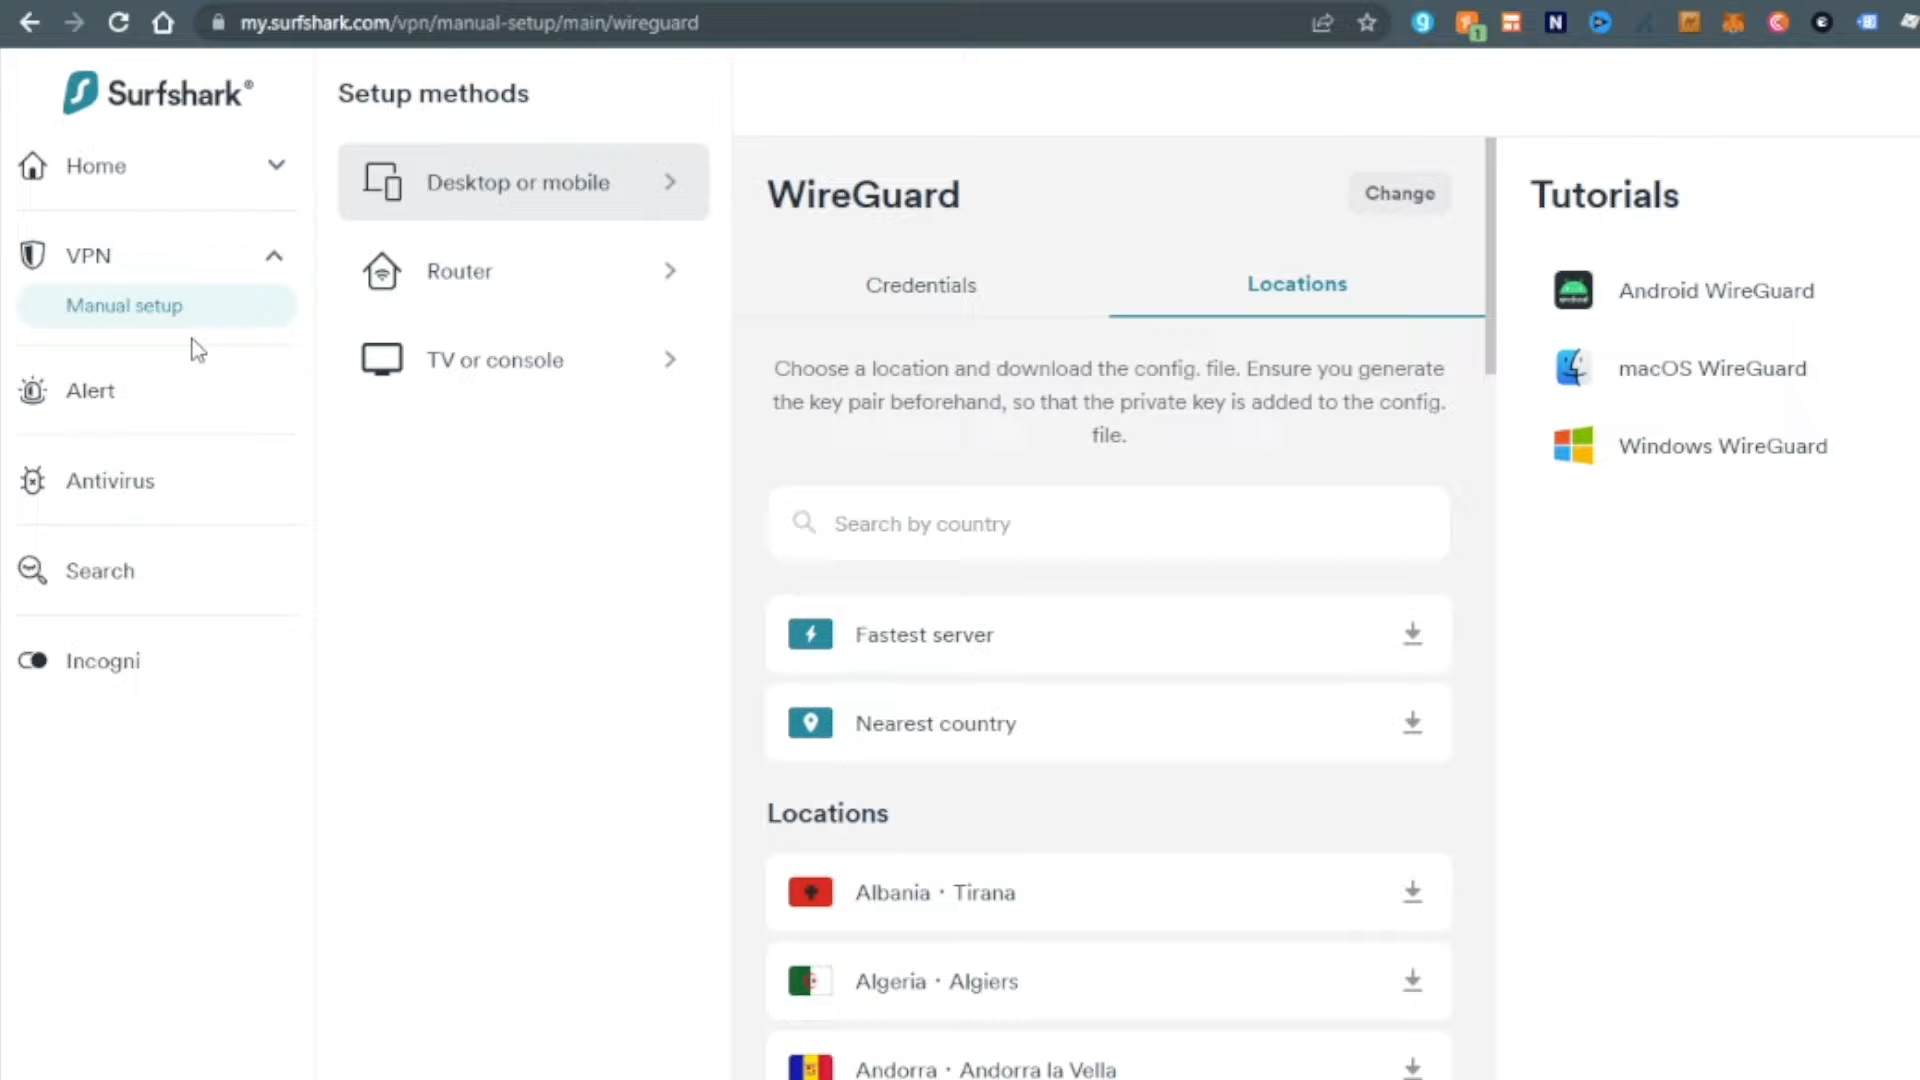 my.surfshark.com/vpn/manual-setup/main/wireguard
1
N
Surfshark®
Home
VPN
Manual setup
Alert
Antivirus
Search
Incogni
Setup methods
Desktop or mobile
Router
TV or console
WireGuard
Change
Credentials
Locations
Choose a location and download the config. file. Ensure you generate
the key pair beforehand, so that the private key is added to the config.
file.
Search by country
Fastest server
Nearest country
Locations
Albania · Tirana
Algeria · Algiers
Andorra · Andorra la Vella
Tutorials
Android WireGuard
macOS WireGuard
Windows WireGuard